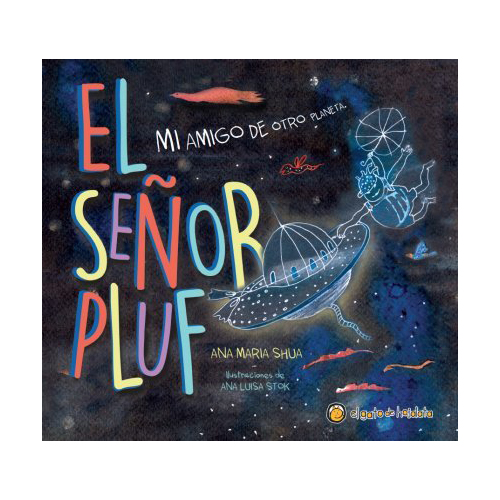 EL
SEÑOR
PLUF
MI AMIGO DE OTRO PLANETA.
ANA MARIA SHUA
Ilustraciones de
ANA LUISA STOK
el gato de hojalata